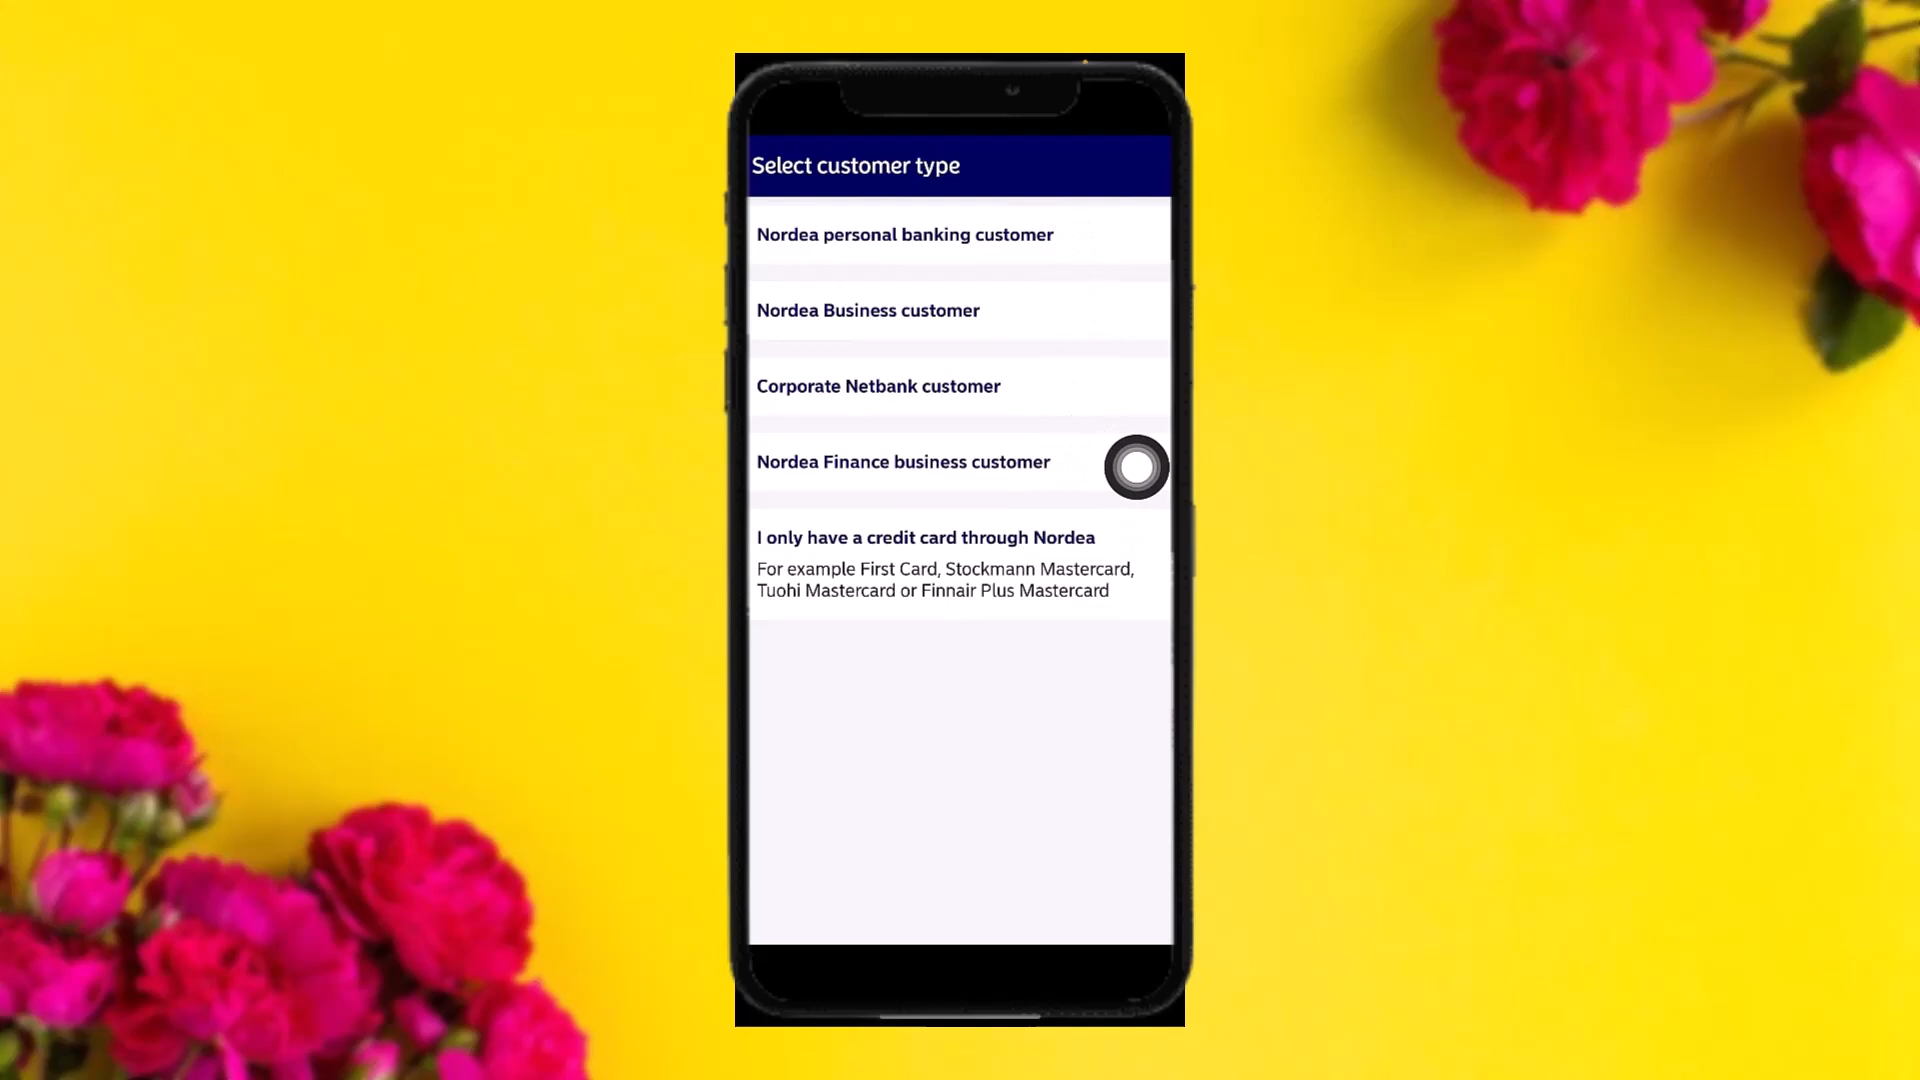 Select customer type
Nordea personal banking customer
Nordea Business customer
Corporate Netbank customer
Nordea Finance business customer
I only have a credit card through Nordea
For example First Card, Stockmann Mastercard,
Tuohi Mastercard or Finnair Plus Mastercard